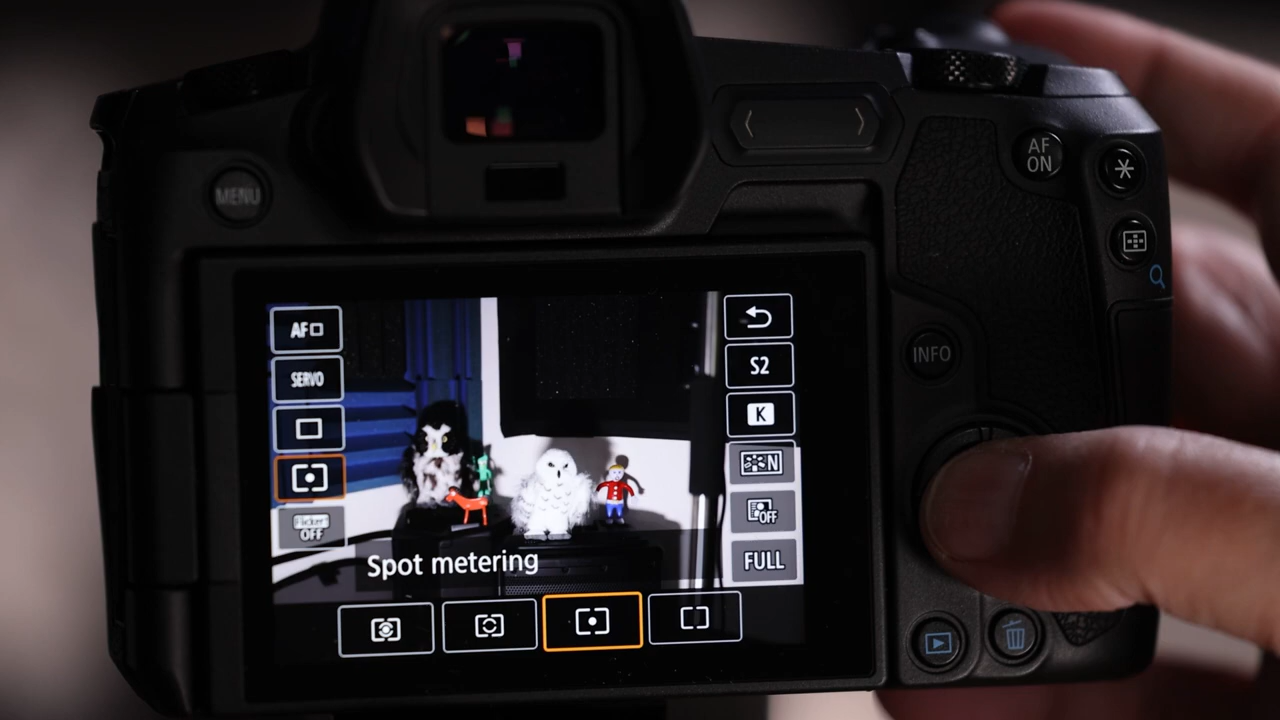 MENU
AF
ON
INFO
AF
SERVO
Flicker
OFF
S2
K
N
OFF
FULL
Spot metering